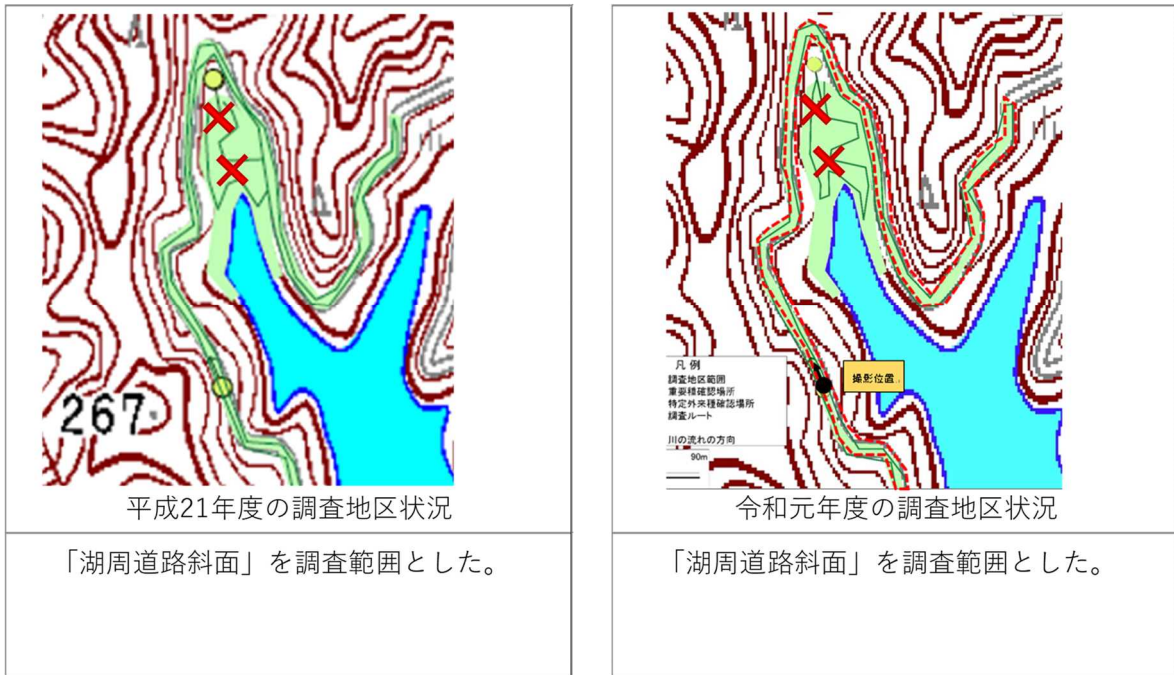 267
平成21年度の調査地区状況
「湖周道路斜面」を調査範囲とした。
凡 例
調査地区範囲
重要種確認場所
特定外来種確認場所
調査ルート
川の流れの方向
90m
撮影位置
令和元年度の調査地区状況
「湖周道路斜面」を調査範囲とした。